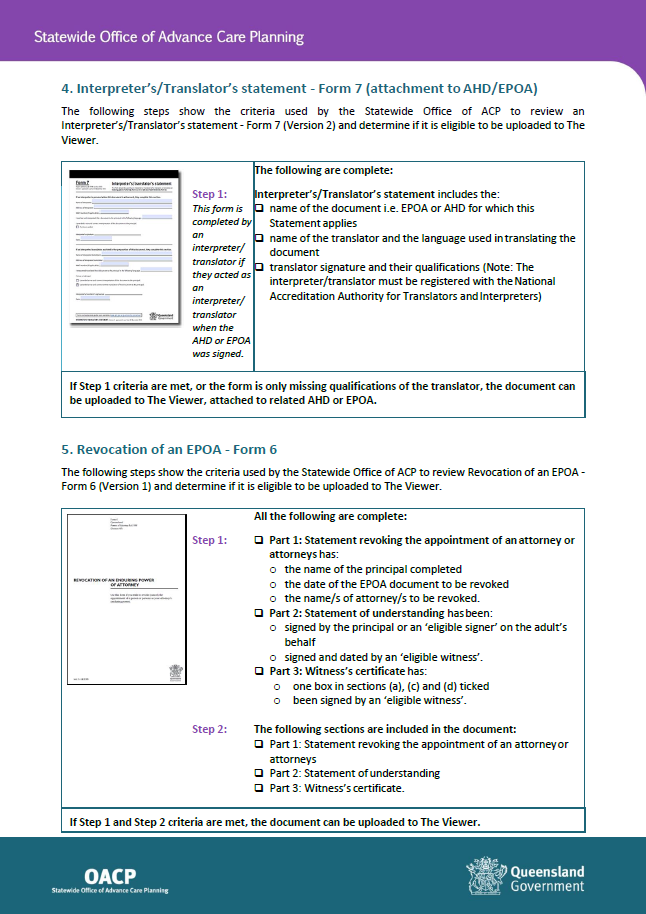 Statewide Office of Advance Care Planning
4. Interpreter's/Translator's statement - Form 7 (attachment to AHD/EPOA)
The following steps show the criteria used by the Statewide Office of ACP to review an
Interpreter's/Translator's statement - Form 7 (Version 2) and determine if it is eligible to be uploaded to The
Viewer.
Form 7
Interpreter's/translator's statement
Queensland
Government
Step 1:
This form is
completed by
an
interpreter/
translator if
they acted as
an
interpreter/
translator
when the
AHD or EPOA
was signed.
The following are complete:
Interpreter's/Translator's statement includes the:
❑ name of the document i.e. EPOA or AHD for which this
Statement applies
❑ name of the translator and the language used in translating the
document
❑ translator signature and their qualifications (Note: The
interpreter/translator must be registered with the National
Accreditation Authority for Translators and Interpreters)
If Step 1 criteria are met, or the form is only missing qualifications of the translator, the document can
be uploaded to The Viewer, attached to related AHD or EPOA.
5. Revocation of an EPOA - Form 6
The following steps show the criteria used by the Statewide Office of ACP to review Revocation of an EPOA -
Form 6 (Version 1) and determine if it is eligible to be uploaded to The Viewer.
REVOCATION OF AN ENDURING POWER
OF ATTORNEY
All the following are complete:
Step 1:
❑ Part 1: Statement revoking the appointment of an attorney or
attorneys has:
o the name of the principal completed
o the date of the EPOA document to be revoked
o the name/s of attorney/s to be revoked.
❑ Part 2: Statement of understanding has been:
o signed by the principal or an 'eligible signer' on the adult's
behalf
o signed and dated by an 'eligible witness'.
❑ Part 3: Witness's certificate has:
o one box in sections (a), (c) and (d) ticked
o been signed by an 'eligible witness'.
Step 2:
The following sections are included in the document:
❑ Part 1: Statement revoking the appointment of an attorney or
attorneys
❑ Part 2: Statement of understanding
❑ Part 3: Witness's certificate.
If Step 1 and Step 2 criteria are met, the document can be uploaded to The Viewer.
OACP
Statewide Office of Advance Care Planning
Queensland
Government